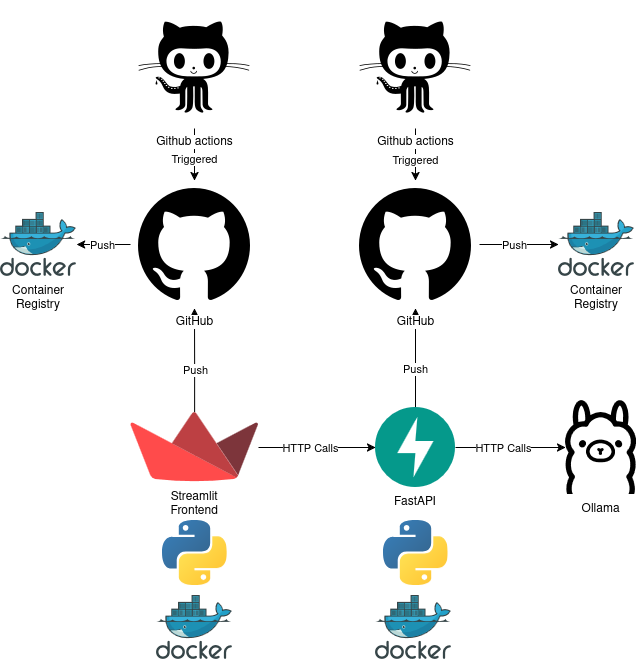 Github actions
Github actions
Triggered
Triggered
Push
Push
docker
docker
Container
Registry
Container
Registry
GitHub
GitHub
Push
Push
HTTP Calls
HTTP Calls
Streamlit
Frontend
FastAPI
Ollama
docker
docker